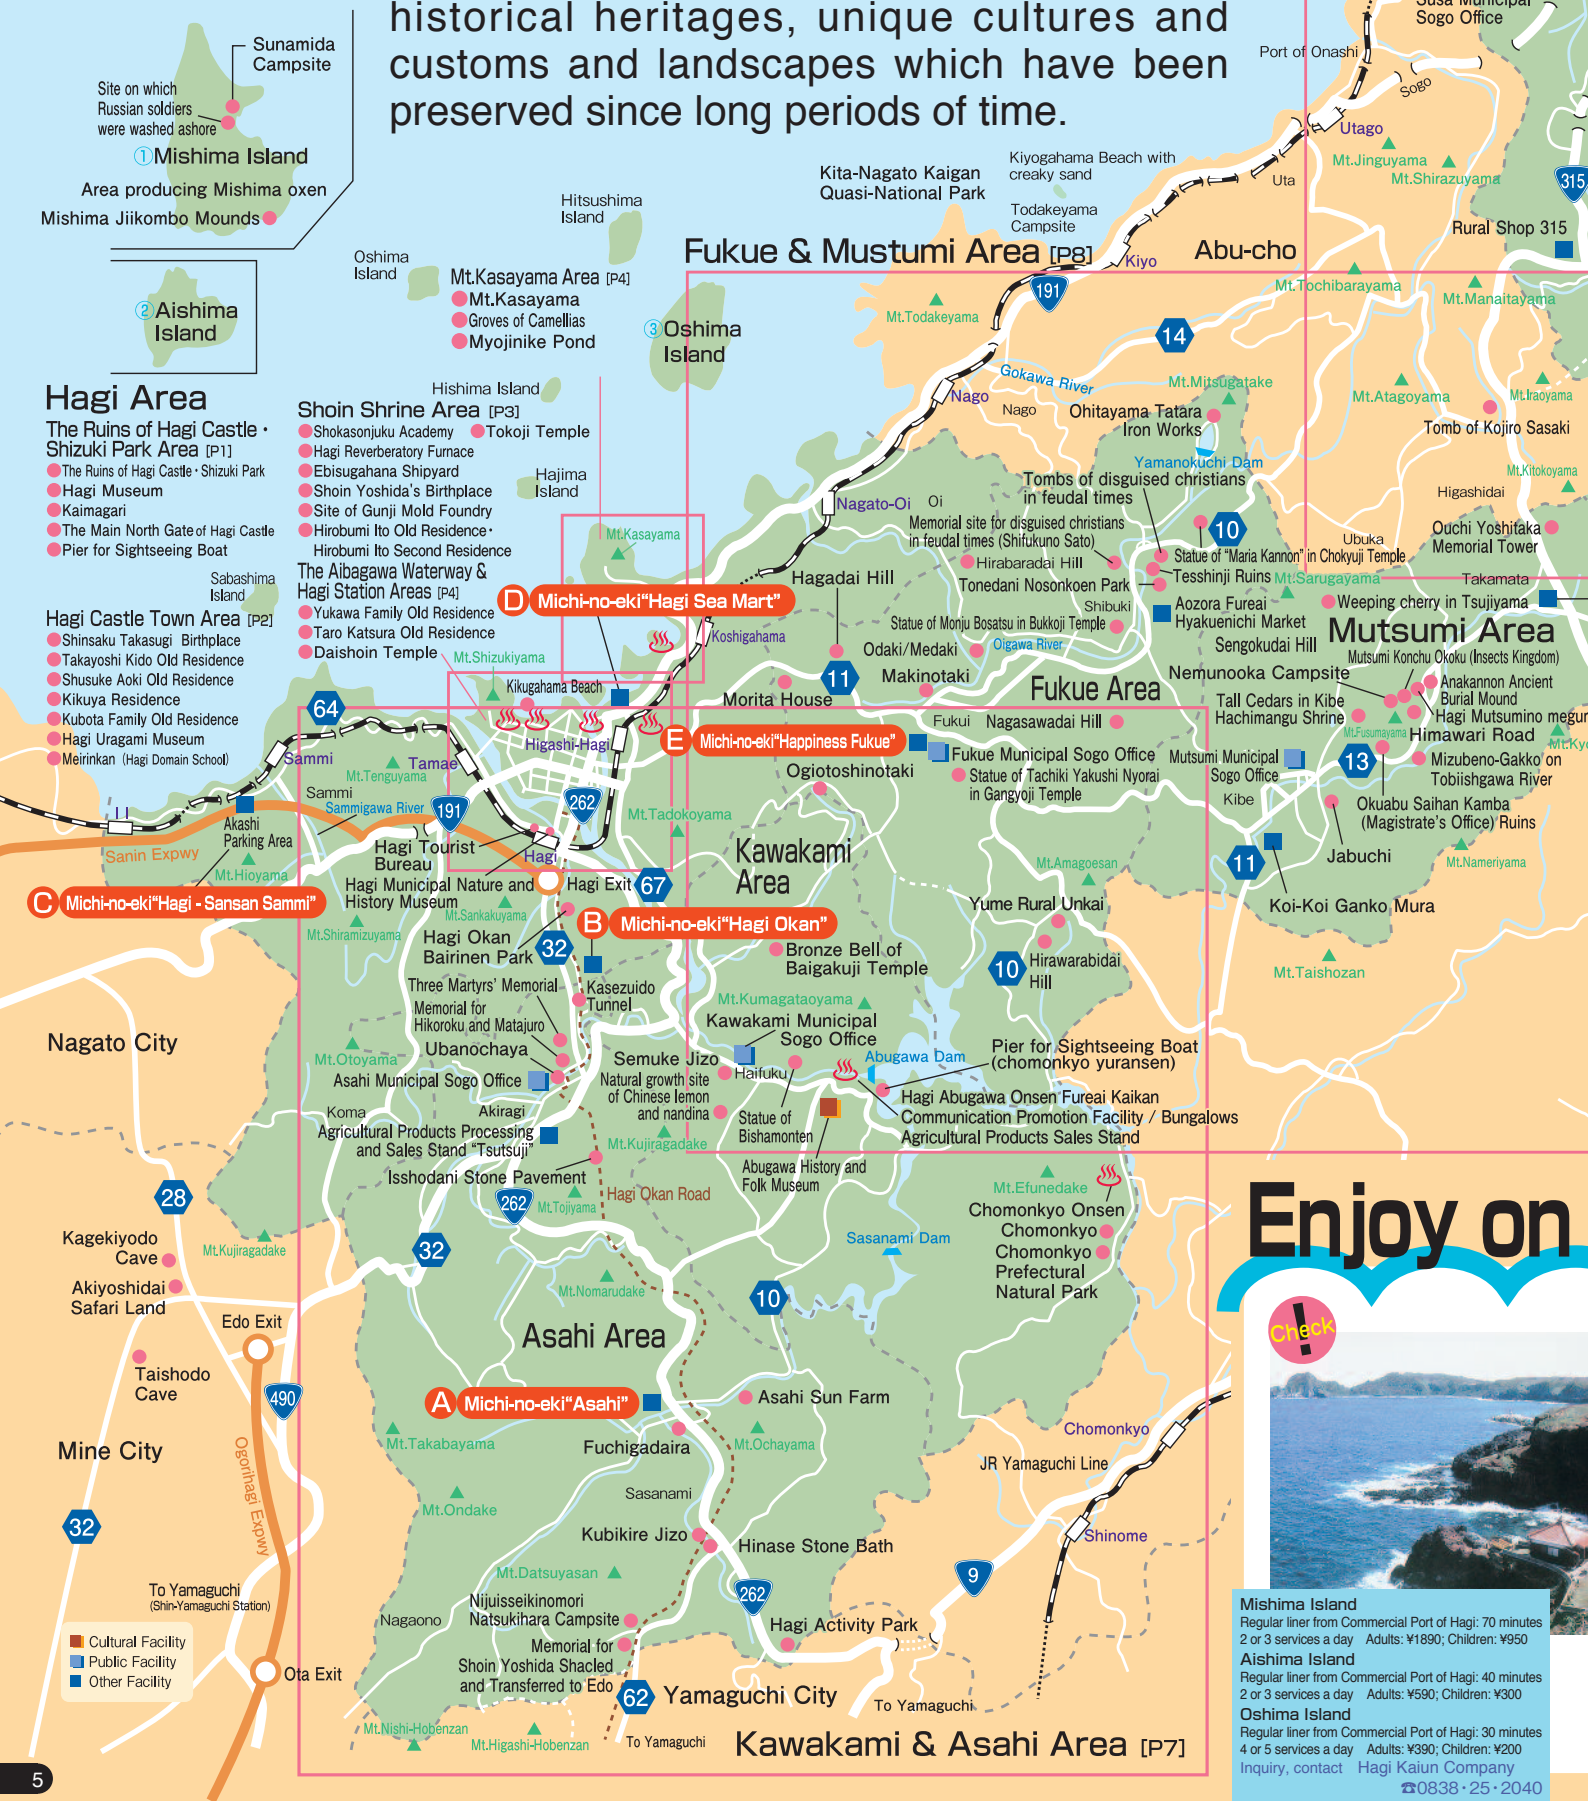 historical heritages, unique cultures and
customs and landscapes which have been
preserved since long periods of time.
Sunamida
Campsite
Site on which
Russian soldiers
were washed ashore
①Mishima Island
Area producing Mishima oxen
Mishima Jiikombo Mounds
②Aishima
Island
Hitsushima
Island
Oshima
Island
③Oshima
Island
Mt.Kasayama Area [P4]
Mt.Kasayama
Groves of Camellias
Myojinike Pond
Hishima Island
Hajima
Island
Sabashima
Island
Hagi Area
The Ruins of Hagi Castle・
Shizuki Park Area [P1]
The Ruins of Hagi Castle・Shizuki Park
Hagi Museum
Kaimagari
The Main North Gate of Hagi Castle
Pier for Sightseeing Boat
Hagi Castle Town Area [P2]
Shinsaku Takasugi Birthplace
Takayoshi Kido Old Residence
Shusuke Aoki Old Residence
Kikuya Residence
Kubota Family Old Residence
Hagi Uragami Museum
Meirinkan (Hagi Domain School)
Shoin Shrine Area [P3]
Shokasonjuku Academy
Tokoji Temple
Hagi Reverberatory Furnace
Ebisugahana Shipyard
Shoin Yoshida's Birthplace
Site of Gunji Mold Foundry
Hirobumi Ito Old Residence・
Hirobumi Ito Second Residence
The Aibagawa Waterway &
Hagi Station Areas [P4]
Yukawa Family Old Residence
Taro Katsura Old Residence
Daishoin Temple
Kita-Nagato Kaigan
Quasi-National Park
Kiyogahama Beach with
creaky sand
Todakeyama
Campsite
Fukue & Mustumi Area [P8]
Kiyo
Abu-cho
Port of Onashi
Susa Municipal
Sogo Office
Sogo
Utago
Uta
Mt.Jinguyama
Mt.Shirazuyama
315
Rural Shop 315
Mt.Tochibarayama
Mt.Manaitayama
191
Mt.Todakeyama
14
Gokawa River
Nago
Nago
Mt.Mitsugatake
Ohitayama Tatara
Iron Works
Mt.Atagoyama
Mt.Iraoyama
Tomb of Kojiro Sasaki
Yamanokuchi Dam
Mt.Kitokoyama
Tombs of disguised christians
in feudal times
Higashidai
Nagato-Oi
Oi
Memorial site for disguised christians
in feudal times (Shifukuno Sato)
10
Ubuka
Ouchi Yoshitaka
Memorial Tower
Statue of "Maria Kannon" in Chokyuji Temple
Hirabaradai Hill
Tesshinji Ruins
Mt.Sarugayama
Takamata
Tonedani Nosonkoen Park
Hagadai Hill
Shibuki
Aozora Fureai
Hyakuenichi Market
Weeping cherry in Tsujiyama
Statue of Monju Bosatsu in Bukkoji Temple
Mutsumi Area
Mt.Kasayama
D Michi-no-eki"Hagi Sea Mart"
Koshigahama
Odaki/Medaki
Oigawa River
Sengokudai Hill
Mutsumi Konchu Okoku (Insects Kingdom)
Nemunooka Campsite
Anakannon Ancient
Burial Mound
Tall Cedars in Kibe
Hachimangu Shrine
Hagi Mutsumino megur
Mt.Fusumayama
Himawari Road
Mt.Kyo
Mt.Shizukiyama
Kikugahama Beach
Morita House
11
Makinotaki
Fukue Area
Fukui
Nagasawadai Hill
64
Higashi-Hagi
E Michi-no-eki"Happiness Fukue"
Fukue Municipal Sogo Office
Statue of Tachiki Yakushi Nyorai
in Gangyoji Temple
Mutsumi Municipal
Sogo Office
13
Mizubeno-Gakko on
Tobiishgawa River
Kibe
Okuabu Saihan Kamba
(Magistrate's Office) Ruins
Jabuchi
Mt.Nameriyama
11
Koi-Koi Ganko Mura
Mt.Taishozan
Sammi
Tamae
Mt.Tenguyama
Sammi
Sammigawa River
191
262
Ogiotoshinotaki
Mt.Tadokoyama
Akashi
Parking Area
Sanin Expwy
Mt.Hioyama
Hagi Tourist
Bureau
Hagi
Kawakami
Area
Mt.Amagoesan
Hagi Municipal Nature and
History Museum
Hagi Exit
67
C Michi-no-eki"Hagi - Sansan Sammi"
Mt.Sankakuyama
Mt.Shiramizuyama
B Michi-no-eki"Hagi Okan"
Yume Rural Unkai
Hagi Okan
Bairinen Park
32
Bronze Bell of
Baigakuji Temple
10
Hirawarabidai
Hill
Three Martyrs' Memorial
Kasezuido
Tunnel
Memorial for
Hikoroku and Matajuro
Mt.Kumagataoyama
Kawakami Municipal
Sogo Office
Nagato City
Mt.Otoyama
Ubanochaya
Semuke Jizo
Haifuku
Abugawa Dam
Pier for Sightseeing Boat
(chomonkyo yuransen)
Asahi Municipal Sogo Office
Natural growth site
of Chinese lemon
and nandina
Statue of
Bishamonten
Hagi Abugawa Onsen Fureai Kaikan
Communication Promotion Facility / Bungalows
Agricultural Products Sales Stand
Koma
Akiragi
Agricultural Products Processing
and Sales Stand "Tsutsuji"
Mt.Kujiragadake
Abugawa History and
Folk Museum
Isshodani Stone Pavement
Mt.Efunedake
28
262
Mt.Tojiyama
Hagi Okan Road
Chomonkyo Onsen
Chomonkyo
Chomonkyo
Prefectural
Natural Park
Enjoy on
Kagekiyodo
Cave
Mt.Kujiragadake
32
Sasanami Dam
Akiyoshidai
Safari Land
Mt.Nomarudake
10
Check
Edo Exit
Asahi Area
Taishodo
Cave
490
A Michi-no-eki"Asahi"
Asahi Sun Farm
Mt.Takabayama
Fuchigadaira
Mt.Ochayama
Chomonkyo
Mine City
Ogorihagi Expwy
JR Yamaguchi Line
Mt.Ondake
Sasanami
32
Kubikire Jizo
Hinase Stone Bath
Shinome
Mt.Datsuyasan
9
To Yamaguchi
(Shin-Yamaguchi Station)
Nijuisseikinomori
Natsukihara Campsite
262
Nagaono
Hagi Activity Park
Cultural Facility
Public Facility
Other Facility
Memorial for
Shoin Yoshida Shacled
and Transferred to Edo
Ota Exit
62
Yamaguchi City
To Yamaguchi
Mt.Nishi-Hobenzan
Mt.Higashi-Hobenzan
To Yamaguchi
Kawakami & Asahi Area [P7]
Mishima Island
Regular liner from Commercial Port of Hagi: 70 minutes
2 or 3 services a day Adults: ¥1890; Children: ¥950
Aishima Island
Regular liner from Commercial Port of Hagi: 40 minutes
2 or 3 services a day Adults: ¥590; Children: ¥300
Oshima Island
Regular liner from Commercial Port of Hagi: 30 minutes
4 or 5 services a day Adults: ¥390; Children: ¥200
Inquiry, contact Hagi Kaiun Company
☎0838・25・2040
5